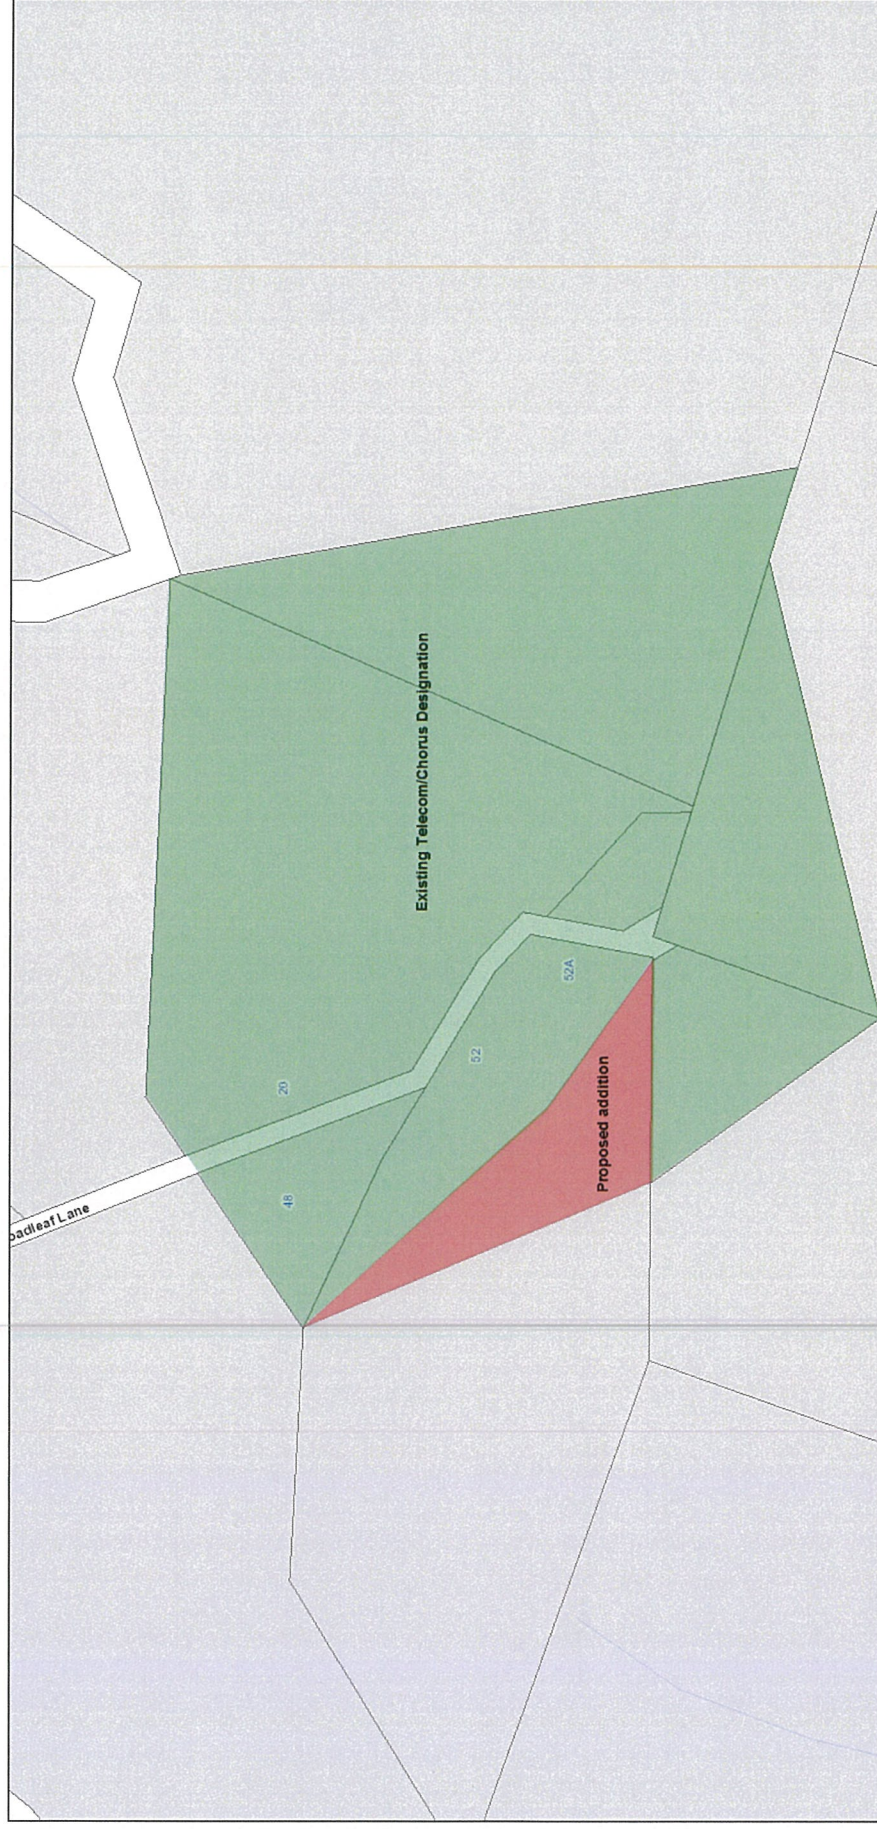 Existing Telecom/Chorus Designation
20
48
52
52A
Proposed addition
oadleaf Lane